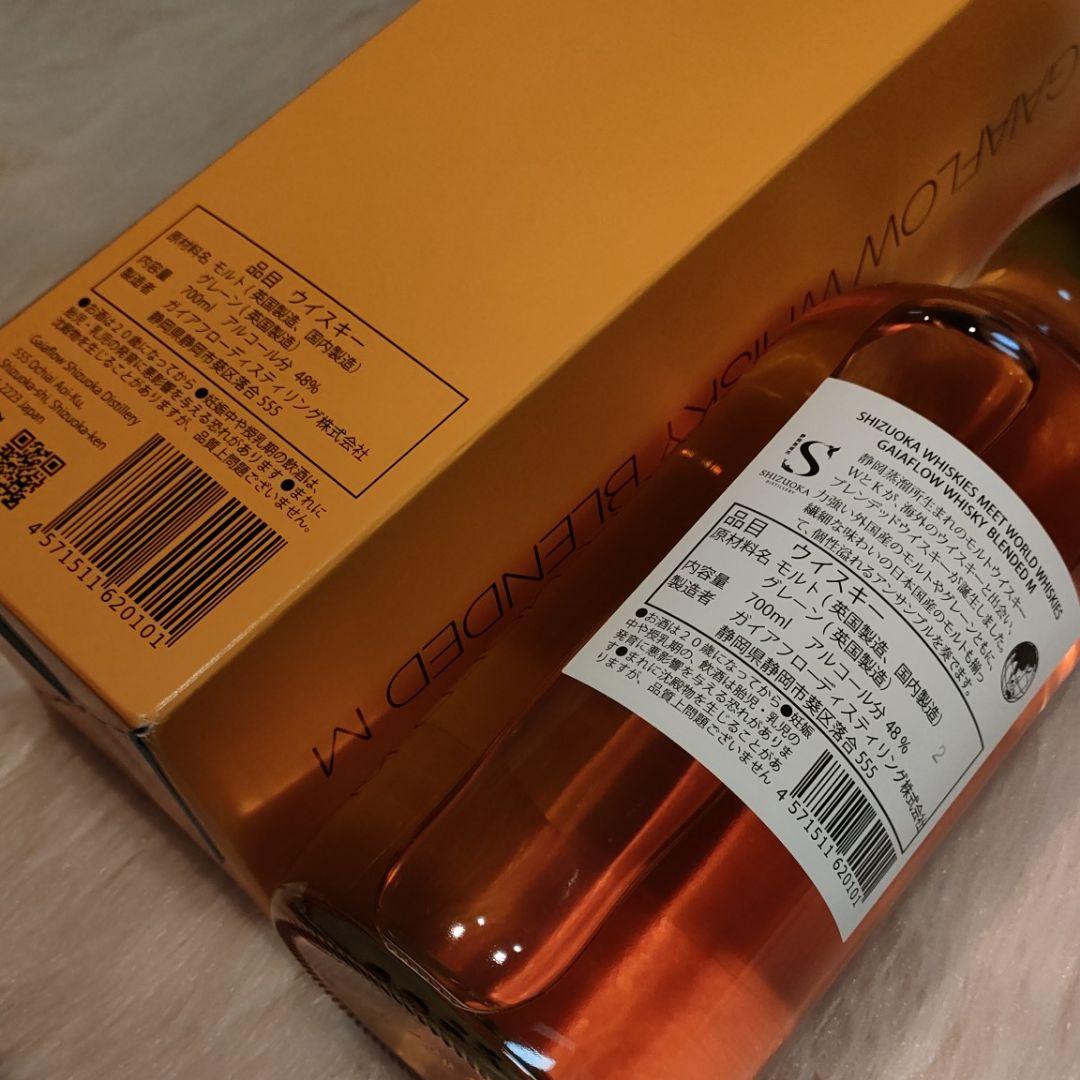 GAIAFLOW WHISKY BLENDED M
品目 ウイスキー
原材料名 モルト(英国製造、国内製造)
グレーン(英国製造)
内容量 700ml アルコール分 48%
製造者 ガイアフローディスティリング株式会社
静岡県静岡市葵区落合 555
●お酒は20歳になってから ●妊娠中や授乳期の飲酒は、
胎児・乳児の発育に悪影響を与える恐れがあります ●まれに
沈殿物を生じることがありますが、品質上問題ございません。
Gaiaflow Shizuoka Distillery
555 Ochiai Aoi-Ku,
Shizuoka-shi, Shizuoka-ken
2223 Japan
4 571511 620101
SHIZUOKA WHISKIES MEET WORLD WHISKIES
GAIAFLOW WHISKY BLENDED M
静岡蒸溜所生まれのモルトウイスキー
WとKが、海外のウイスキーと出会い、
ブレンデッドウイスキーが誕生しました。
力強い外国産のモルトやグレーンとともに、
繊細な味わいの日本国産のモルトも相まっ
て、個性溢れるアンサンブルを奏でます。
S
SHIZUOKA
DISTILLERY
品目 ウイスキー
原材料名 モルト(英国製造、国内製造)
グレーン(英国製造)
内容量 700ml アルコール分 48%
製造者 ガイアフローディスティリング株式会社
静岡県静岡市葵区落合 555
2
●お酒は20歳になってから ●妊娠
中や授乳期の飲酒は胎児・乳児の
発育に悪影響を与える恐れがありま
す●まれに沈殿物を生じることがあ
りますが、品質上問題ございません
4 571511 620101